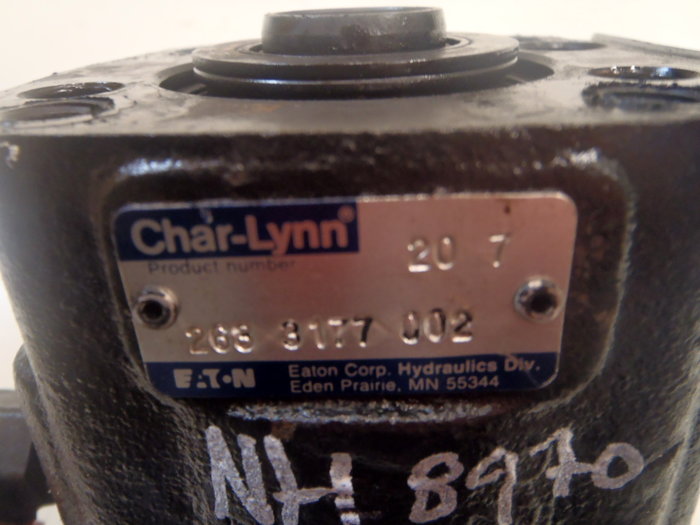 Char-Lynn®
20 7
Product number
263 3177 002
EATON
Eaton Corp. Hydraulics Div.
Eden Prairie, MN 55344
NH 8970